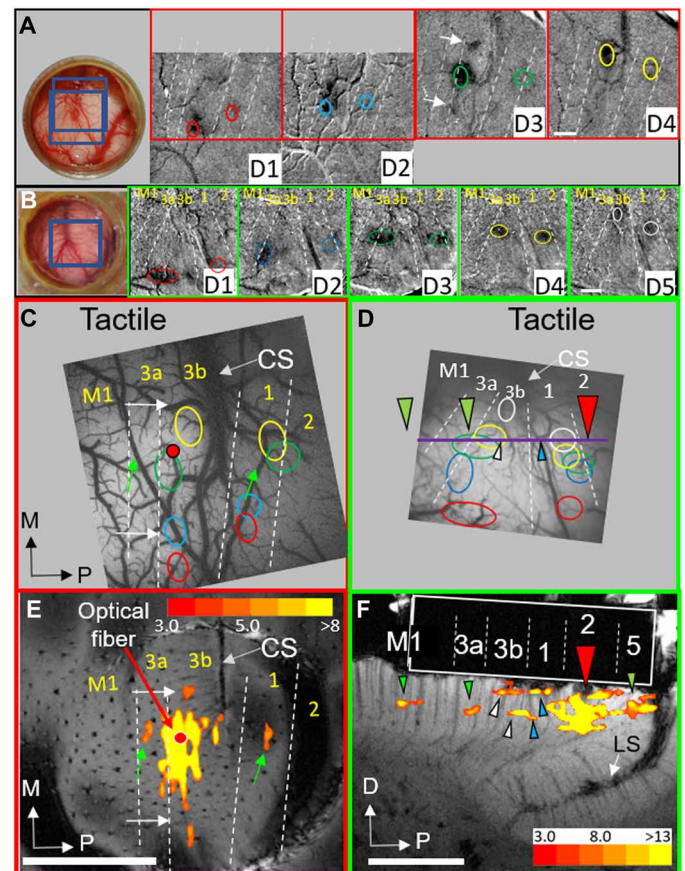 A
D1
D2
D3
D4
B
M1 3a 3b 1 2
D1
M1 3a 3b 1 2
D2
M1 3a 3b 1 2
D3
M1 3a 3b 1 2
D4
3a 3b 1 2
D5
C Tactile
CS
3a 3b
M1
1
2
M
P
D Tactile
CS
M1
3a
3b
1
2
M
P
E Optical
fiber
3.0 5.0 >8
CS
3a 3b
M1
1
2
M
P
F
M1 3a 3b 1 2 5
LS
D
P
3.0 8.0 >13